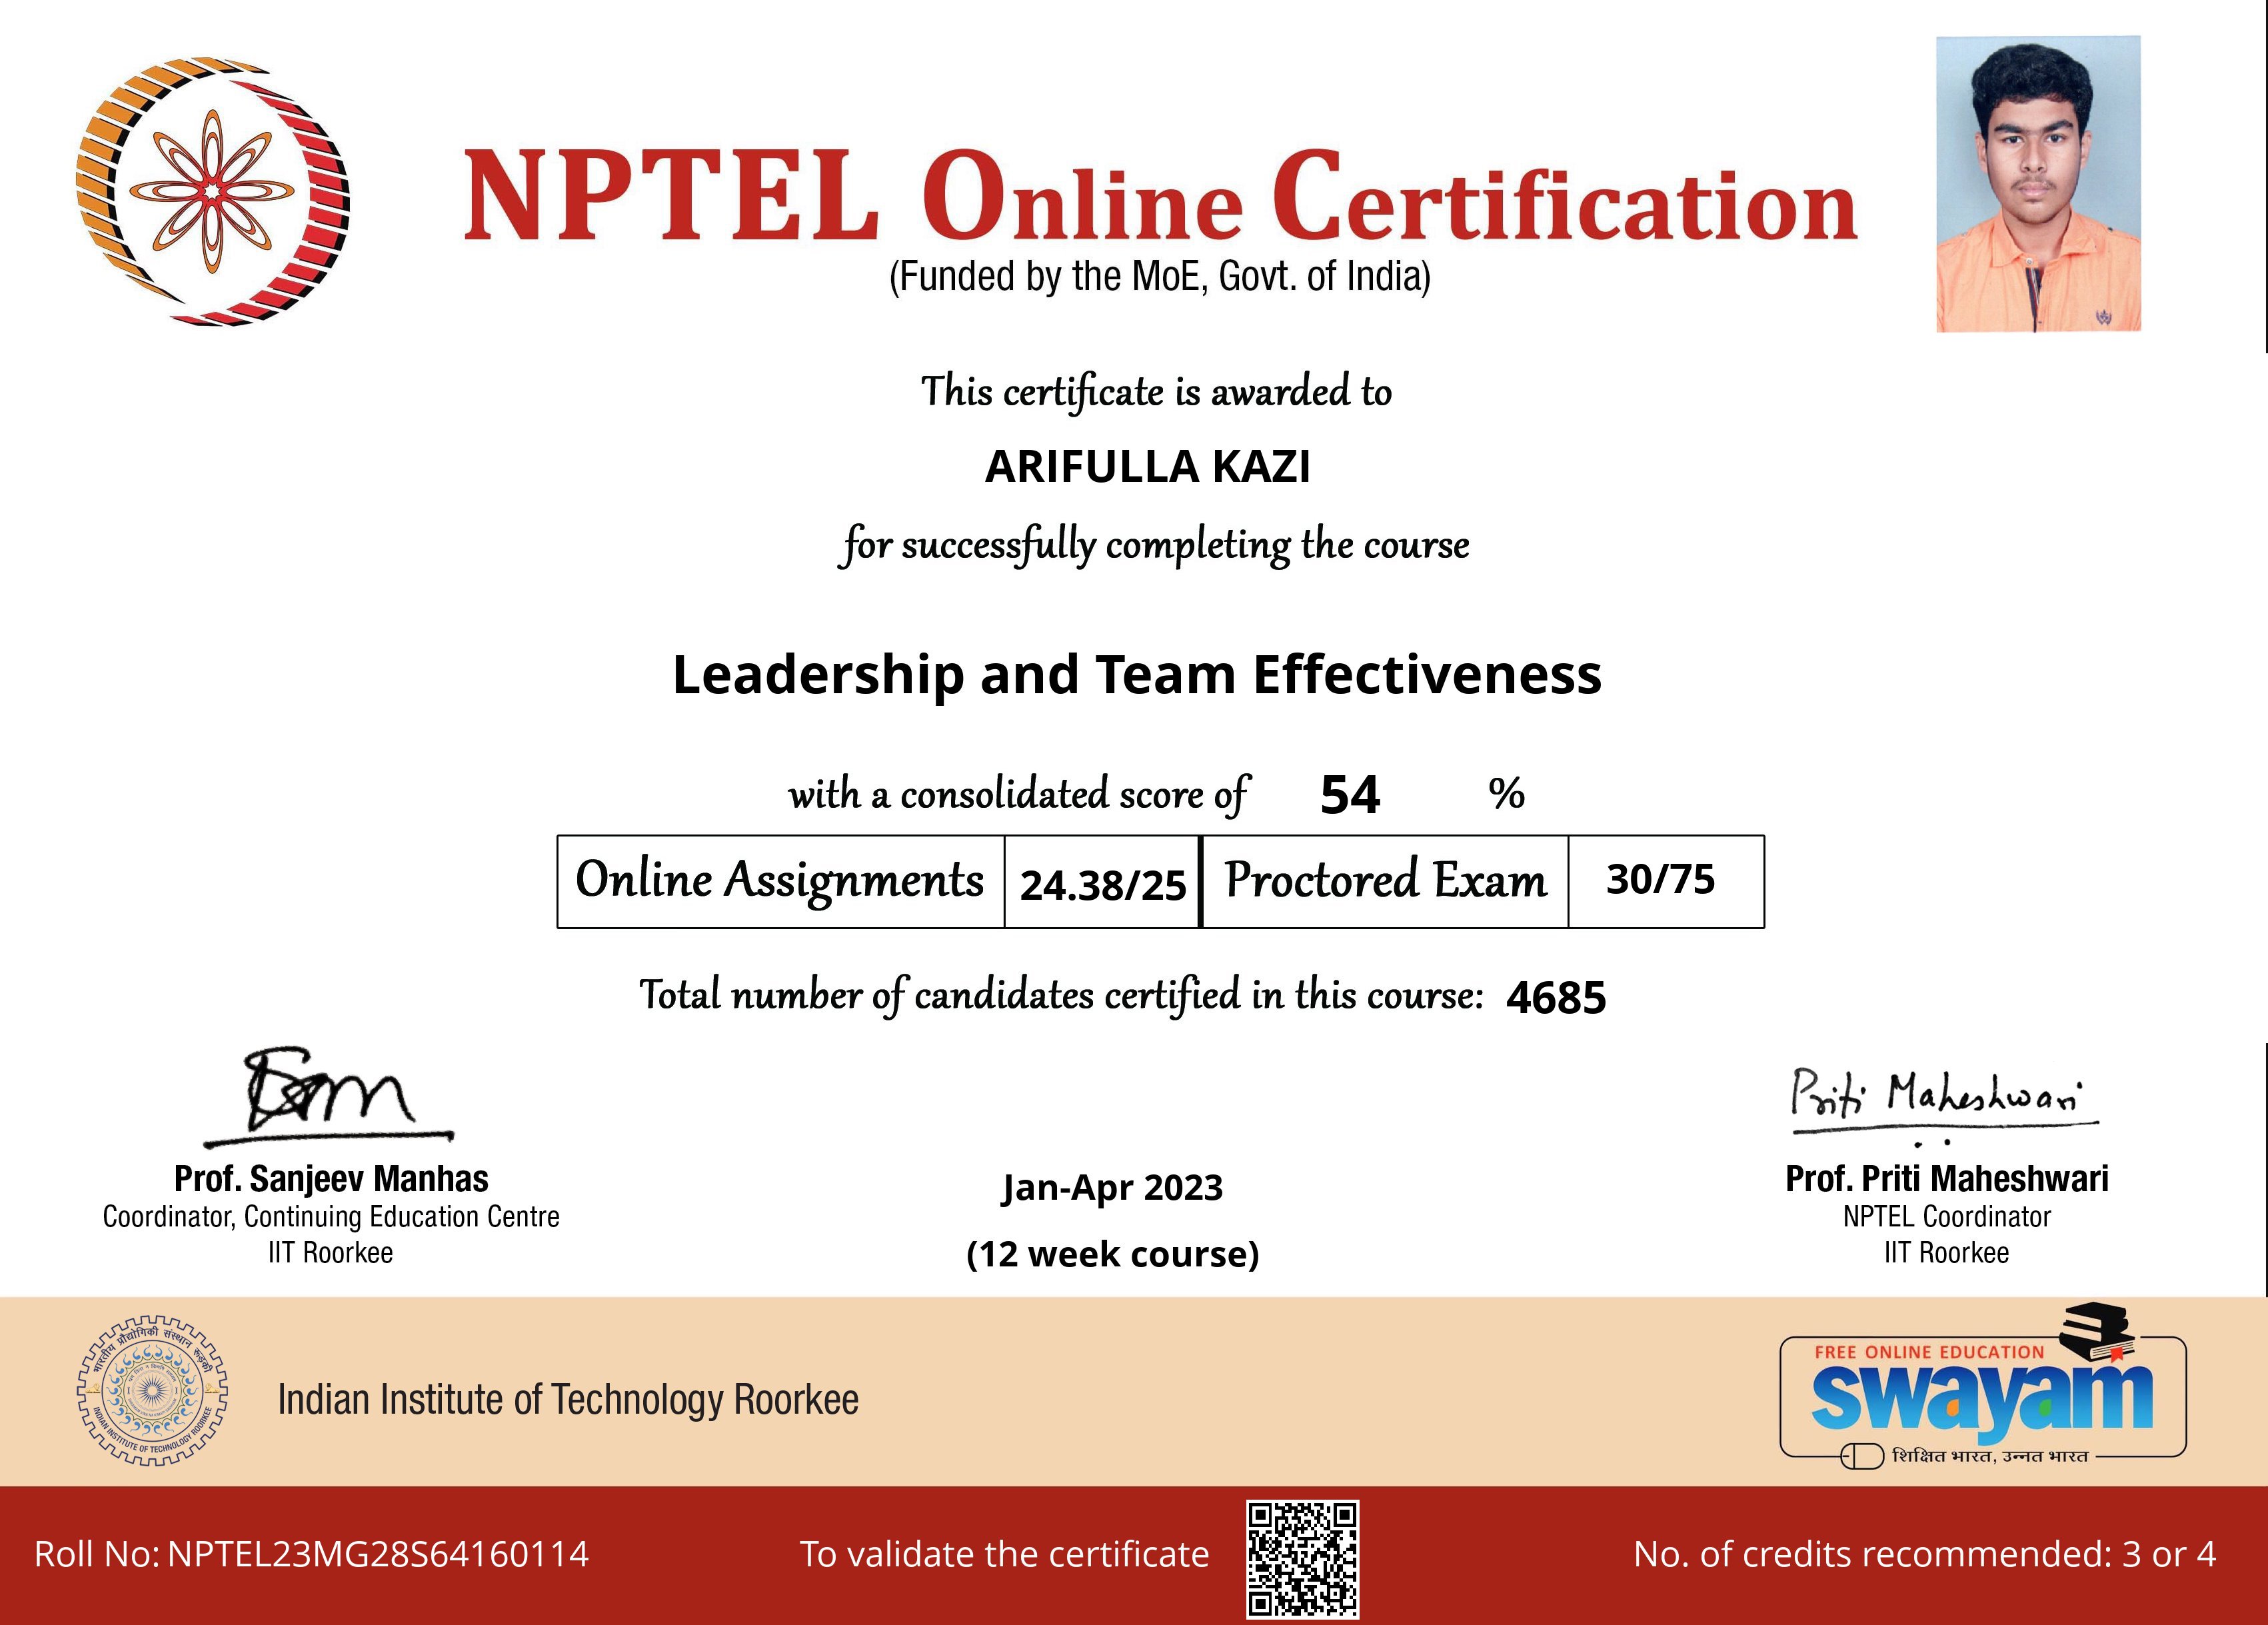 NPTEL Online Certification
(Funded by the MoE, Govt. of India)
This certificate is awarded to
ARIFULLA KAZI
for successfully completing the course
Leadership and Team Effectiveness
with a consolidated score of 54 %
Online Assignments 24.38/25 Proctored Exam 30/75
Total number of candidates certified in this course: 4685
Priti Maheshwari
Prof. Sanjeev Manhas
Coordinator, Continuing Education Centre
IIT Roorkee
Jan-Apr 2023
(12 week course)
Prof. Priti Maheshwari
NPTEL Coordinator
IIT Roorkee
भारतीय प्रौद्योगिकी संस्थान रूड़की
INDIAN INSTITUTE OF TECHNOLOGY ROORKEE
Indian Institute of Technology Roorkee
FREE ONLINE EDUCATION
swayam
शिक्षित भारत, उन्नत भारत
Roll No: NPTEL23MG28S64160114
To validate the certificate
No. of credits recommended: 3 or 4